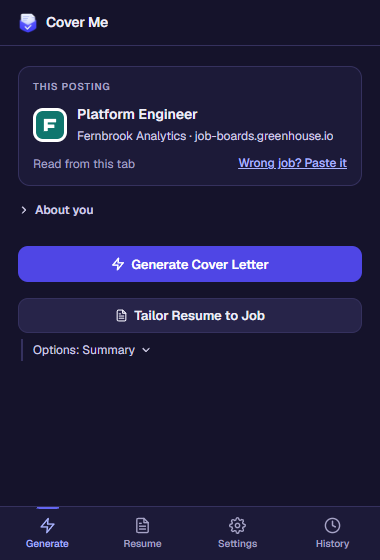 Cover Me
THIS POSTING
F
Platform Engineer
Fernbrook Analytics · job-boards.greenhouse.io
Read from this tab
Wrong job? Paste it
About you
Generate Cover Letter
Tailor Resume to Job
Options: Summary
Generate
Resume
Settings
History